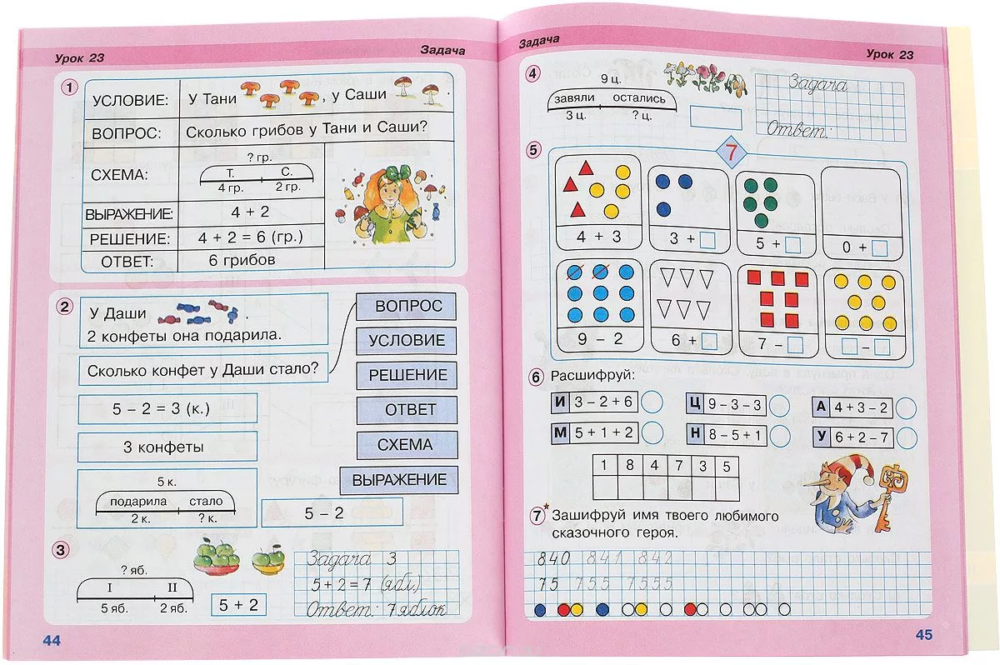 Урок 23
Задача
1
УСЛОВИЕ: У Тани , у Саши
ВОПРОС: Сколько грибов у Тани и Саши?
СХЕМА:
? гр.
Т. С.
4 гр. 2 гр.
ВЫРАЖЕНИЕ: 4 + 2
РЕШЕНИЕ: 4 + 2 = 6 (гр.)
ОТВЕТ: 6 грибов
2
У Даши .
2 конфеты она подарила.
Сколько конфет у Даши стало?
5 – 2 = 3 (к.)
3 конфеты
5 к.
подарила стало
2 к. ? к.
5 – 2
ВОПРОС
УСЛОВИЕ
РЕШЕНИЕ
ОТВЕТ
СХЕМА
ВЫРАЖЕНИЕ
3
? яб.
I II
5 яб. 2 яб.
5 + 2
Задача 3
5 + 2 = 7 (ябл.)
Ответ: 7 яблок
44
Задача
Урок 23
4
9 ц.
завяли остались
3 ц. ? ц.
Задача
Ответ:
5
7
4 + 3
3 +
5 +
0 +
9 – 2
6 +
7 –
–
6 Расшифруй:
И 3 – 2 + 6
Ц 9 – 3 – 3
А 4 + 3 – 2
М 5 + 1 + 2
Н 8 – 5 + 1
У 6 + 2 – 7
1 8 4 7 3 5
7* Зашифруй имя твоего любимого
сказочного героя.
840 841 842
75 755 7555
45